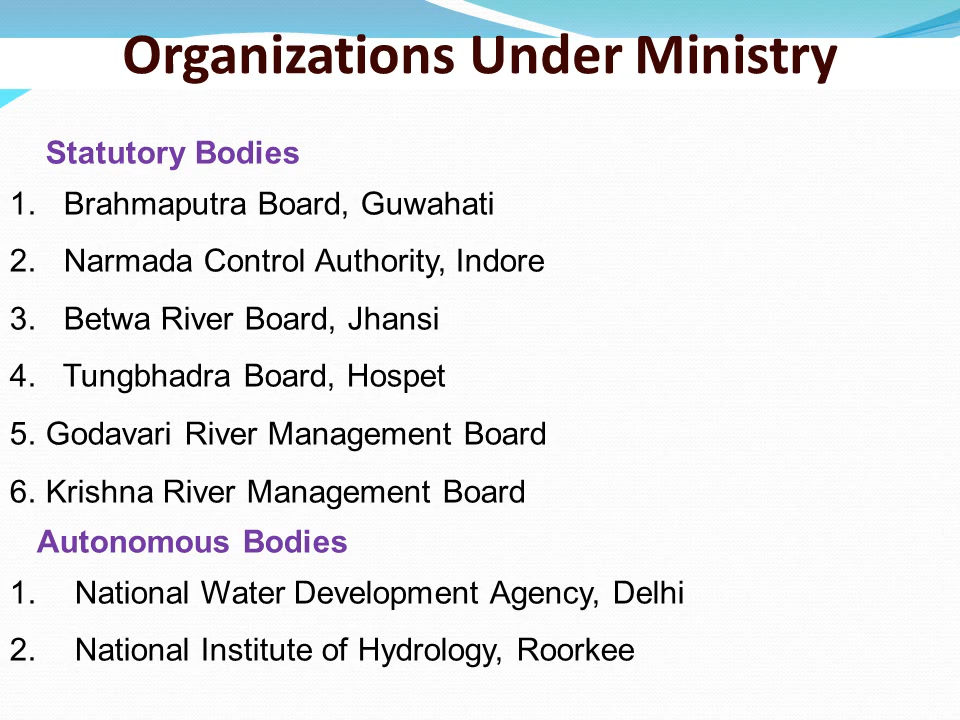 Organizations Under Ministry
Statutory Bodies
1. Brahmaputra Board, Guwahati
2. Narmada Control Authority, Indore
3. Betwa River Board, Jhansi
4. Tungbhadra Board, Hospet
5. Godavari River Management Board
6. Krishna River Management Board
Autonomous Bodies
1. National Water Development Agency, Delhi
2. National Institute of Hydrology, Roorkee